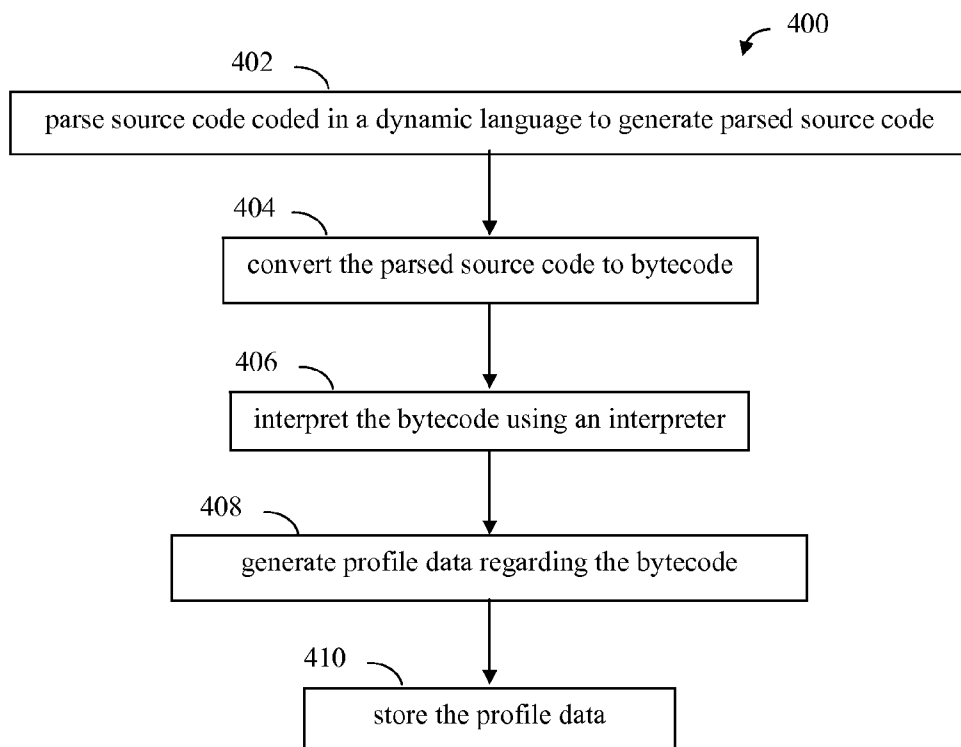 400
402
parse source code coded in a dynamic language to generate parsed source code
404
convert the parsed source code to bytecode
406
interpret the bytecode using an interpreter
408
generate profile data regarding the bytecode
410
store the profile data